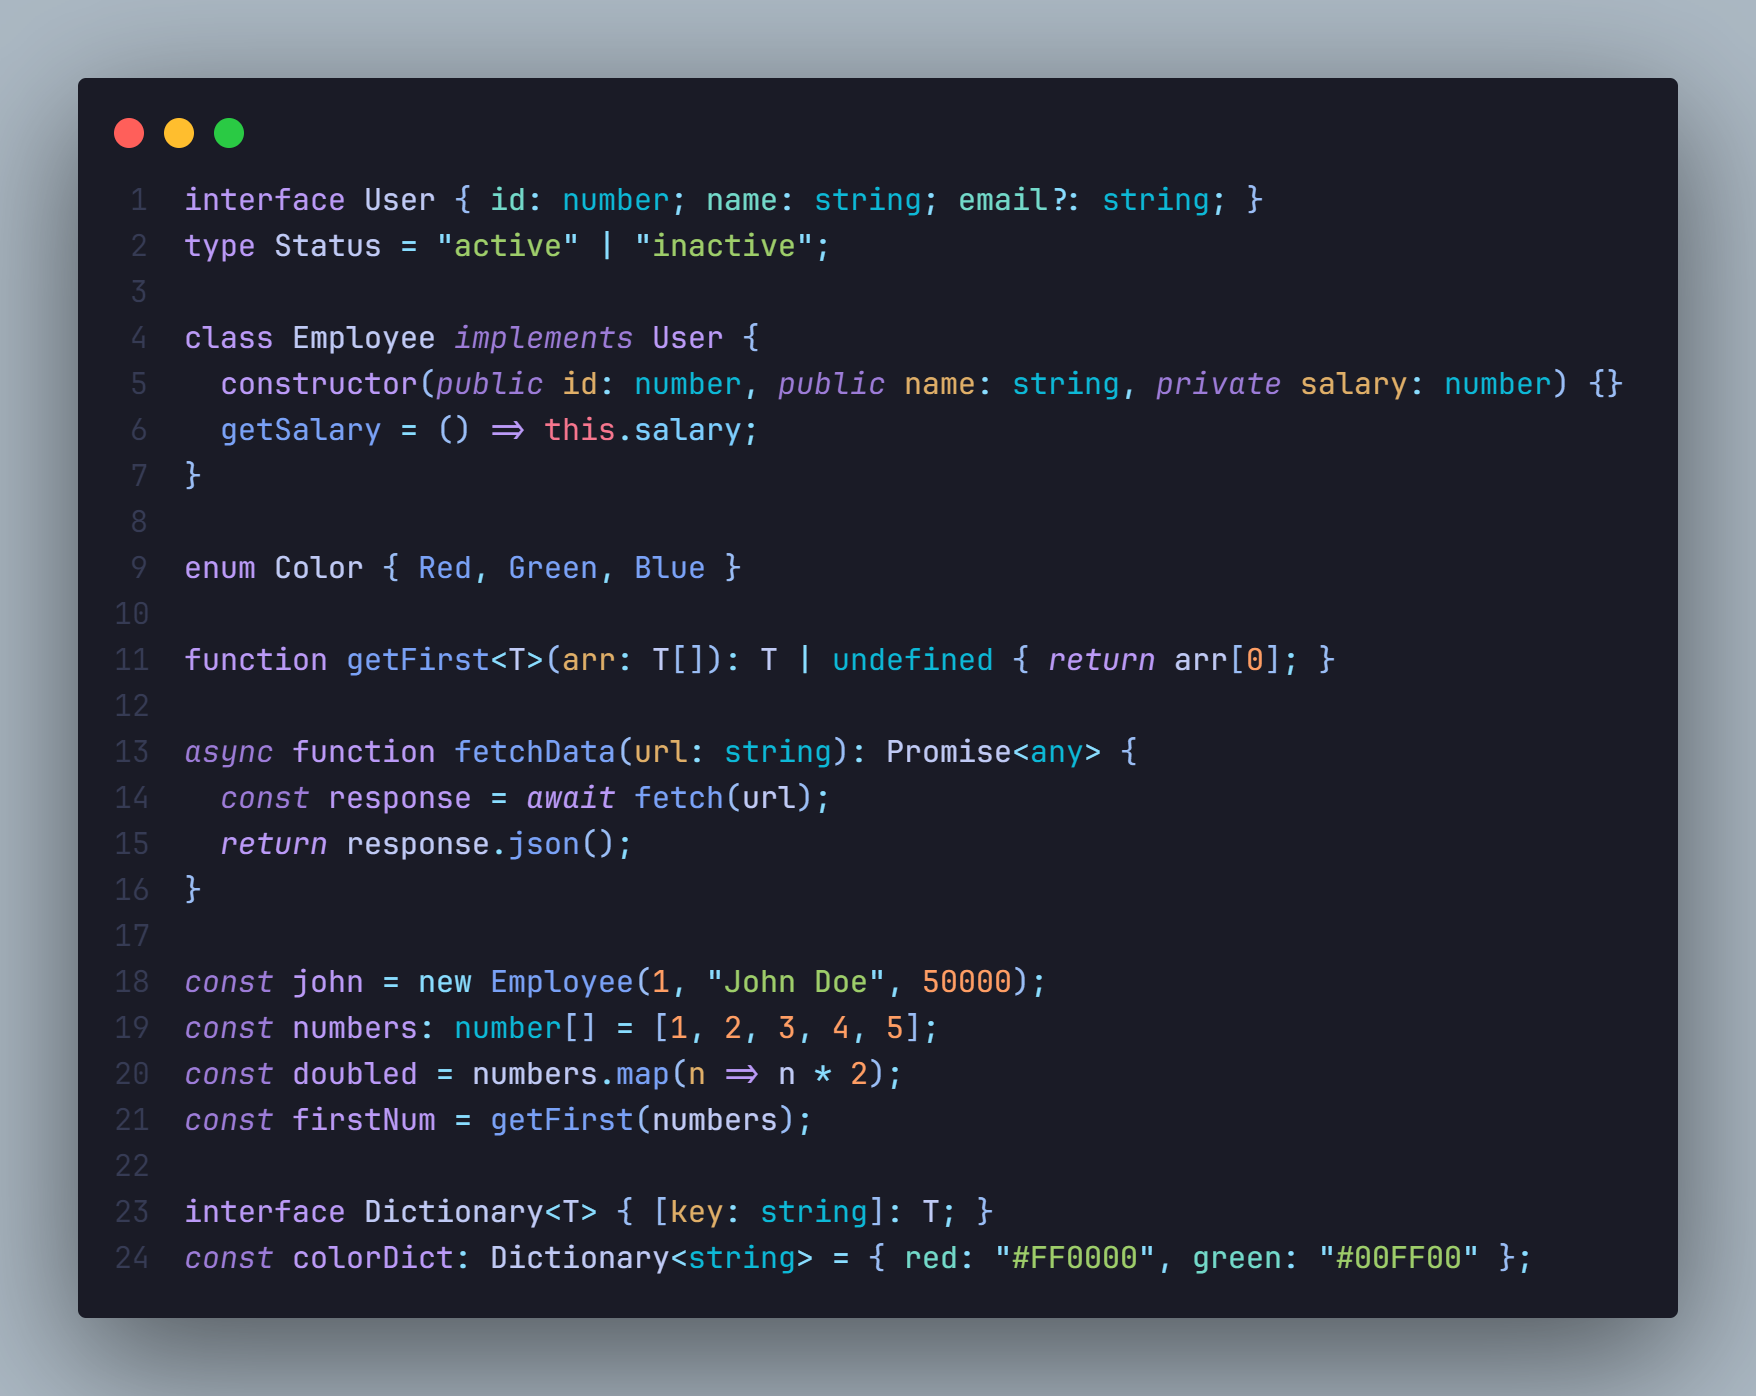 1 interface User { id: number; name: string; email?: string; }
2 type Status = "active" | "inactive";
3
4 class Employee implements User {
5   constructor(public id: number, public name: string, private salary: number) {}
6   getSalary = () => this.salary;
7 }
8
9 enum Color { Red, Green, Blue }
10
11 function getFirst<T>(arr: T[]): T | undefined { return arr[0]; }
12
13 async function fetchData(url: string): Promise<any> {
14   const response = await fetch(url);
15   return response.json();
16 }
17
18 const john = new Employee(1, "John Doe", 50000);
19 const numbers: number[] = [1, 2, 3, 4, 5];
20 const doubled = numbers.map(n => n * 2);
21 const firstNum = getFirst(numbers);
22
23 interface Dictionary<T> { [key: string]: T; }
24 const colorDict: Dictionary<string> = { red: "#FF0000", green: "#00FF00" };